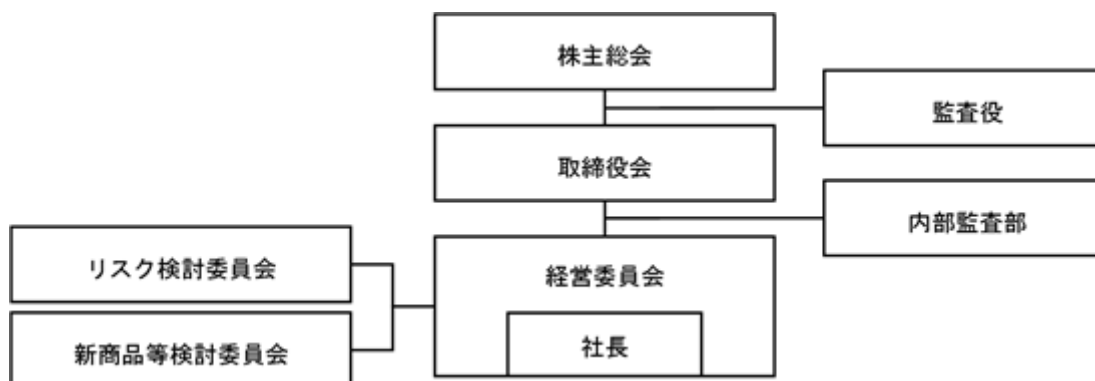 株主総会
監査役
取締役会
内部監査部
リスク検討委員会
経営委員会
新商品等検討委員会
社長